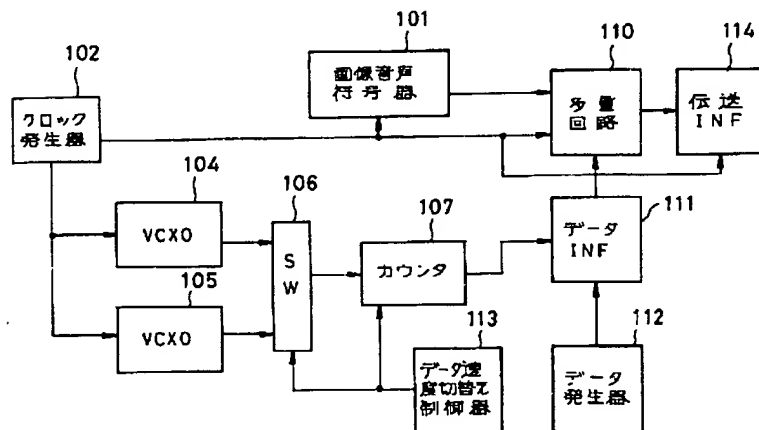 101
110
114
102
画像音声
符号器
多重
回路
伝送
INF
クロック
発生器
104
106
107
111
VCXO
S
W
カウンタ
データ
INF
105
VCXO
113
112
データ速
度切替え
制御器
データ
発生器